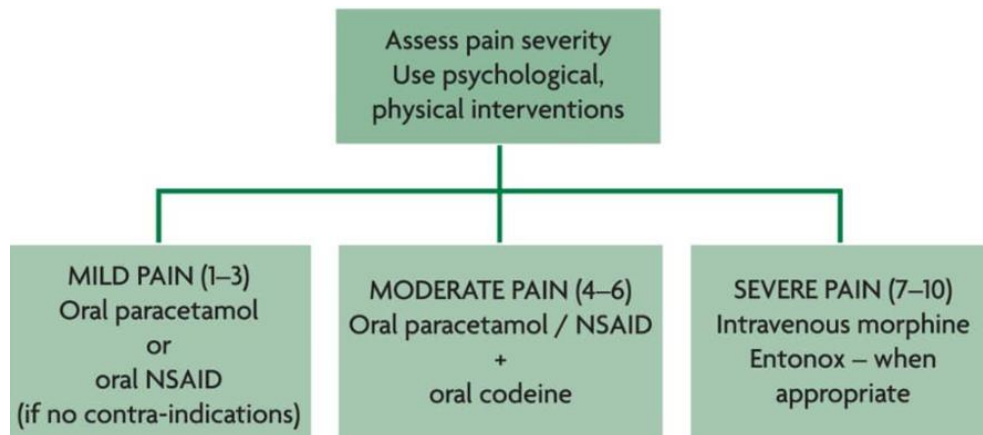 Assess pain severity
Use psychological,
physical interventions
MILD PAIN (1–3)
Oral paracetamol
or
oral NSAID
(if no contra-indications)
MODERATE PAIN (4–6)
Oral paracetamol / NSAID
+
oral codeine
SEVERE PAIN (7–10)
Intravenous morphine
Entonox – when
appropriate